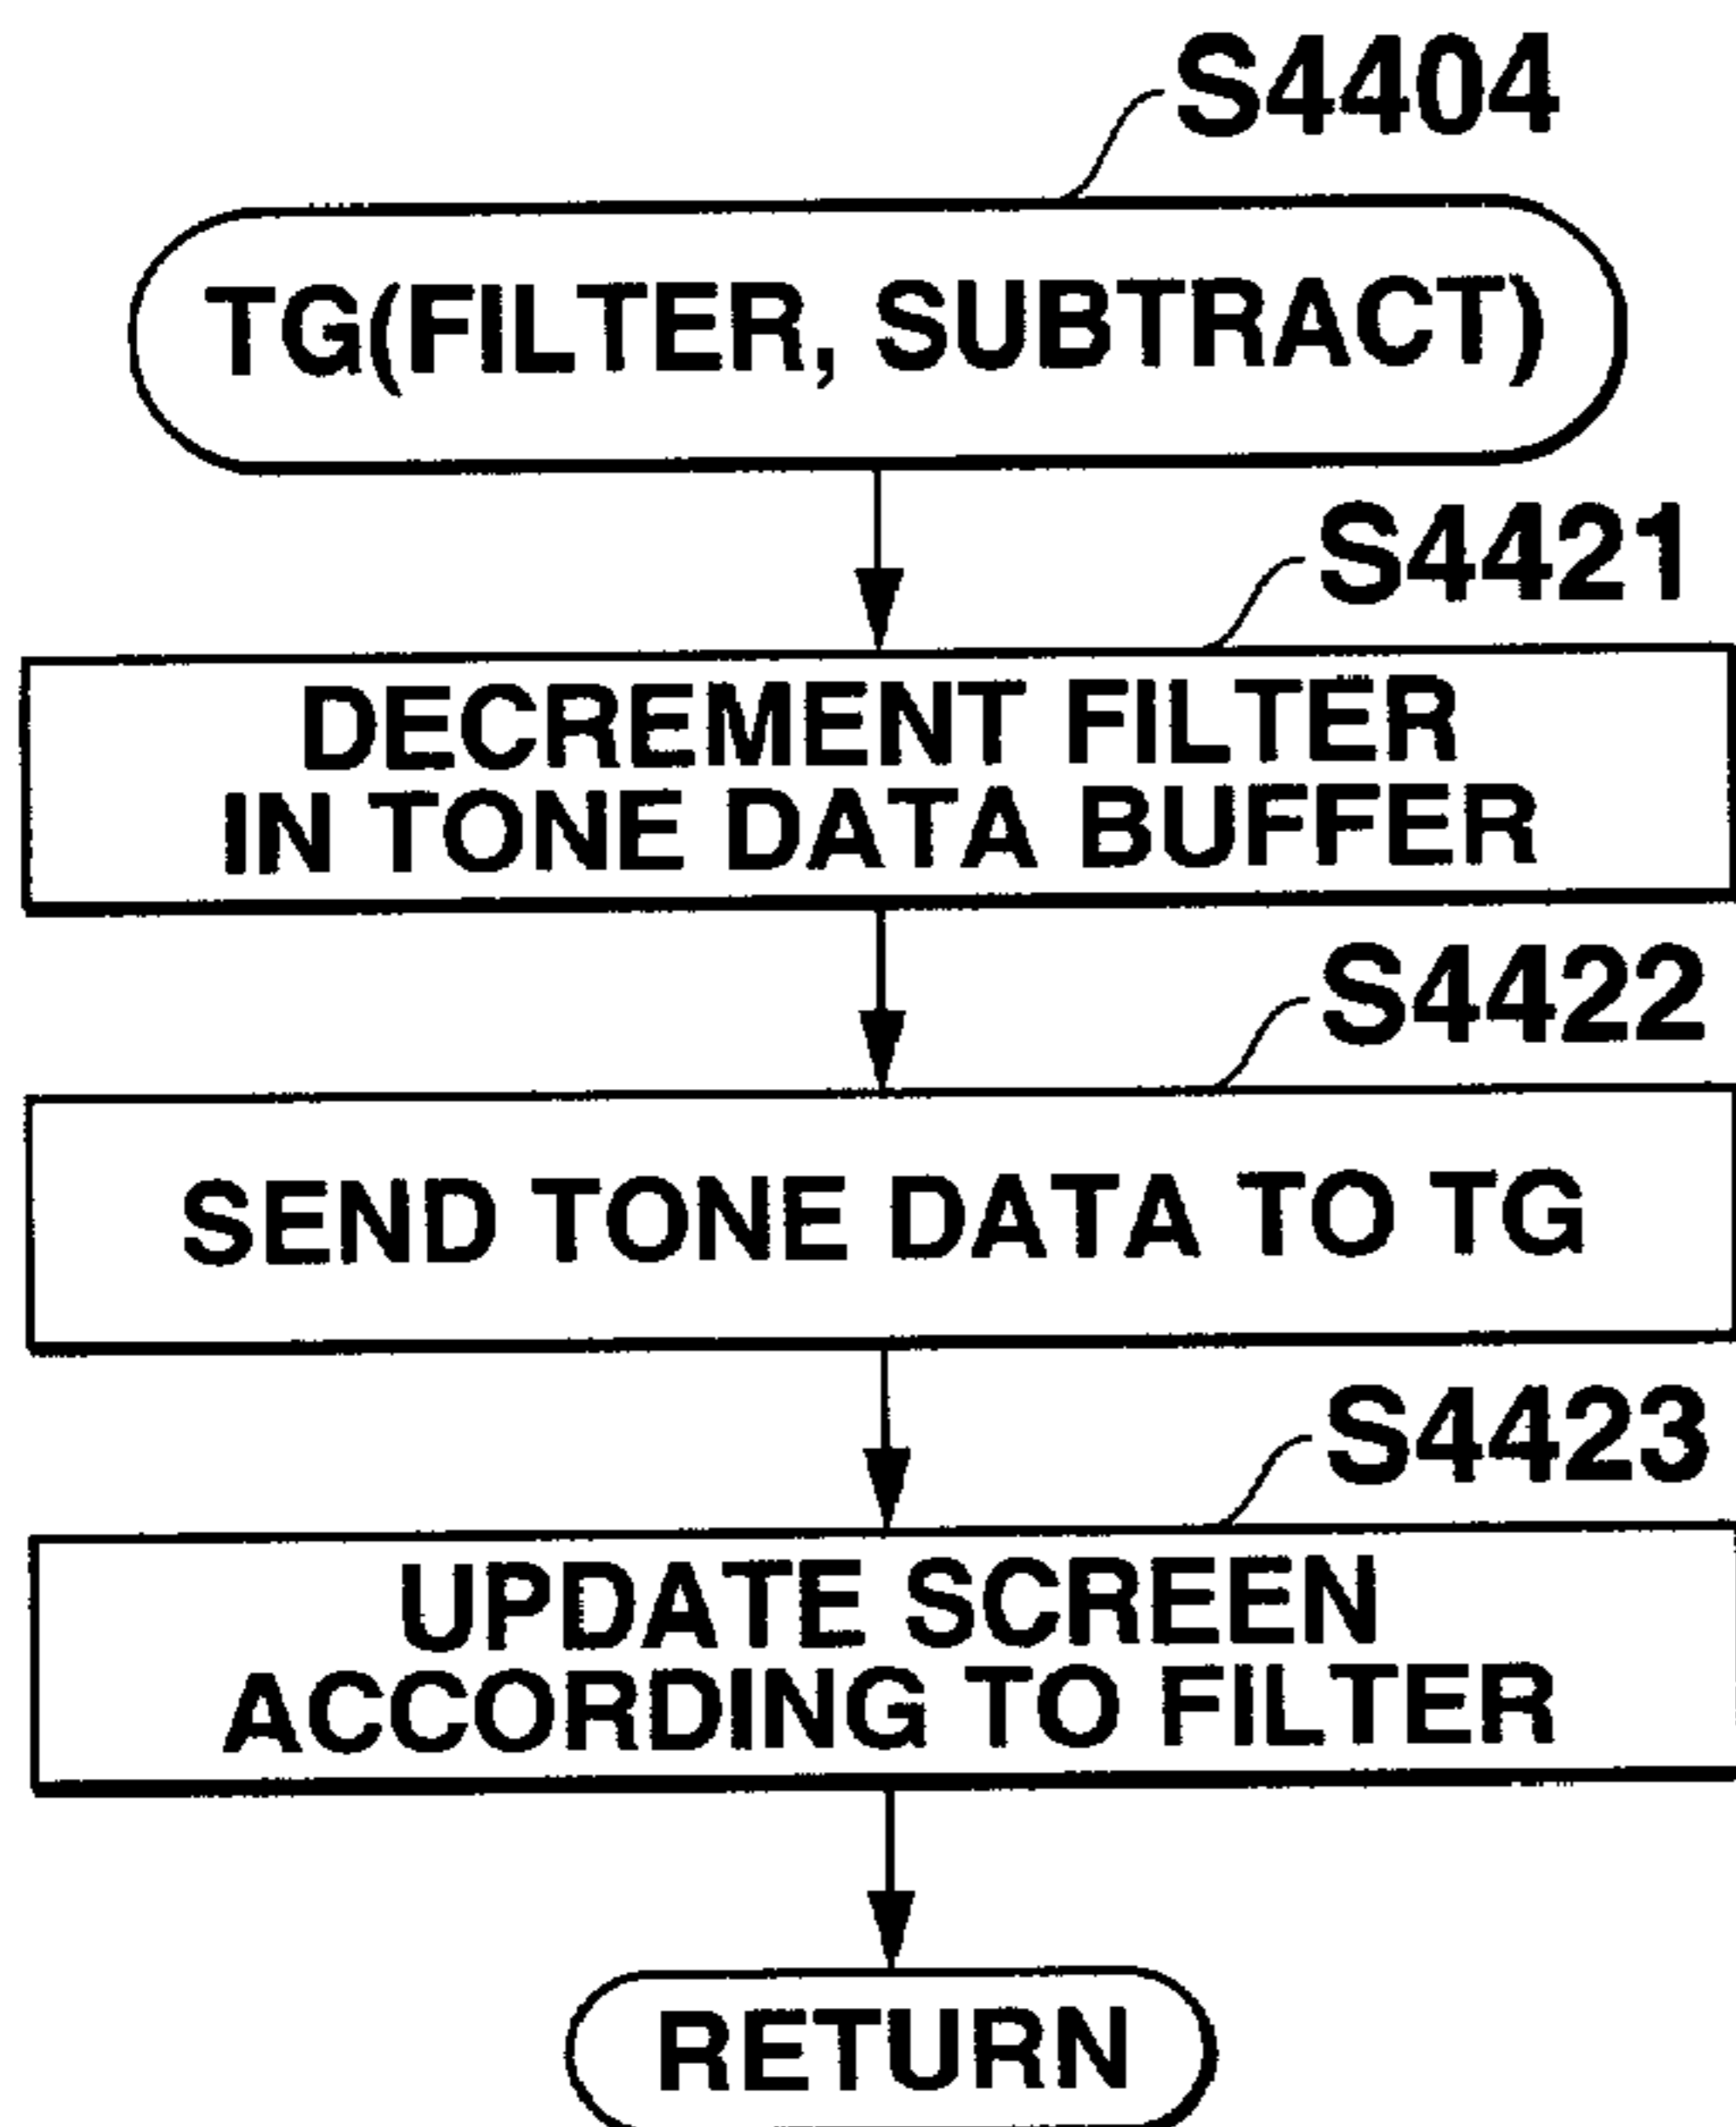 S4404
TG(FILTER, SUBTRACT)
S4421
DECREMENT FILTER
IN TONE DATA BUFFER
S4422
SEND TONE DATA TO TG
S4423
UPDATE SCREEN
ACCORDING TO FILTER
RETURN